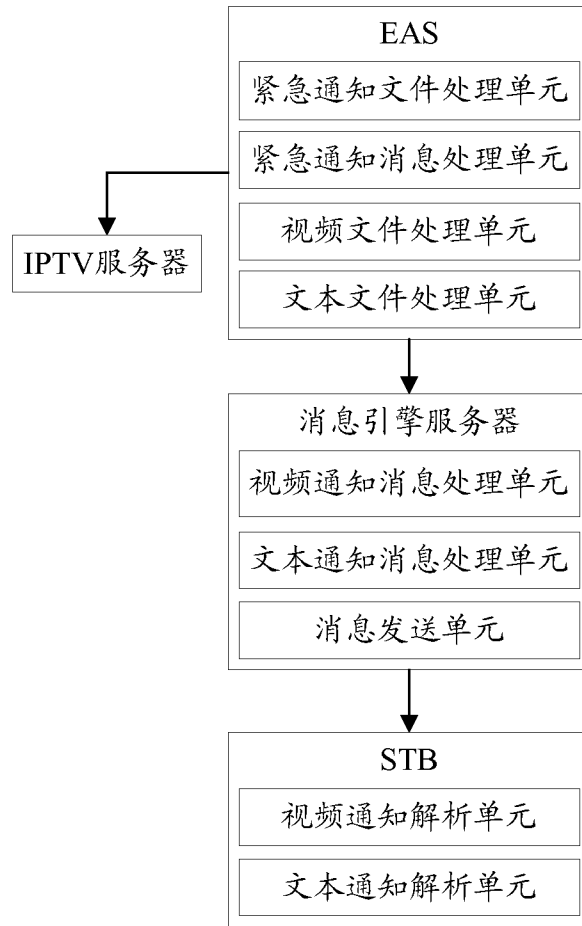 EAS
紧急通知文件处理单元
紧急通知消息处理单元
视频文件处理单元
文本文件处理单元
IPTV服务器
消息引擎服务器
视频通知消息处理单元
文本通知消息处理单元
消息发送单元
STB
视频通知解析单元
文本通知解析单元